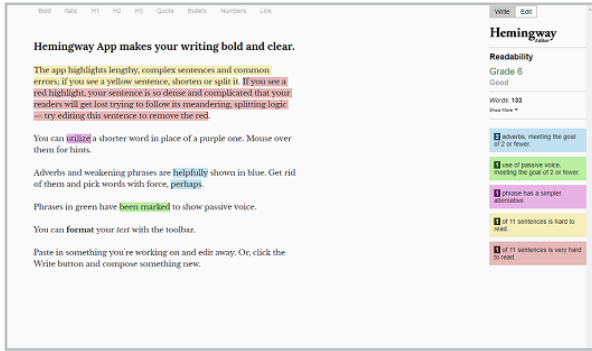 Bold Italic H1 H2 H3 Quote Bullets Numbers Link
Write Edit
Hemingway
Editor
Readability
Grade 6
Good
Words: 133
Show More ▼
Hemingway App makes your writing bold and clear.
The app highlights lengthy, complex sentences and common
errors; if you see a yellow sentence, shorten or split it. If you see a
red highlight, your sentence is so dense and complicated that your
readers will get lost trying to follow its meandering, splitting logic
— try editing this sentence to remove the red.
You can utilize a shorter word in place of a purple one. Mouse over
them for hints.
Adverbs and weakening phrases are helpfully shown in blue. Get rid
of them and pick words with force, perhaps.
Phrases in green have been marked to show passive voice.
You can format your text with the toolbar.
Paste in something you're working on and edit away. Or, click the
Write button and compose something new.
2 adverbs, meeting the goal
of 2 or fewer.
1 use of passive voice,
meeting the goal of 2 or fewer.
1 phrase has a simpler
alternative.
1 of 11 sentences is hard to
read.
1 of 11 sentences is very hard
to read.